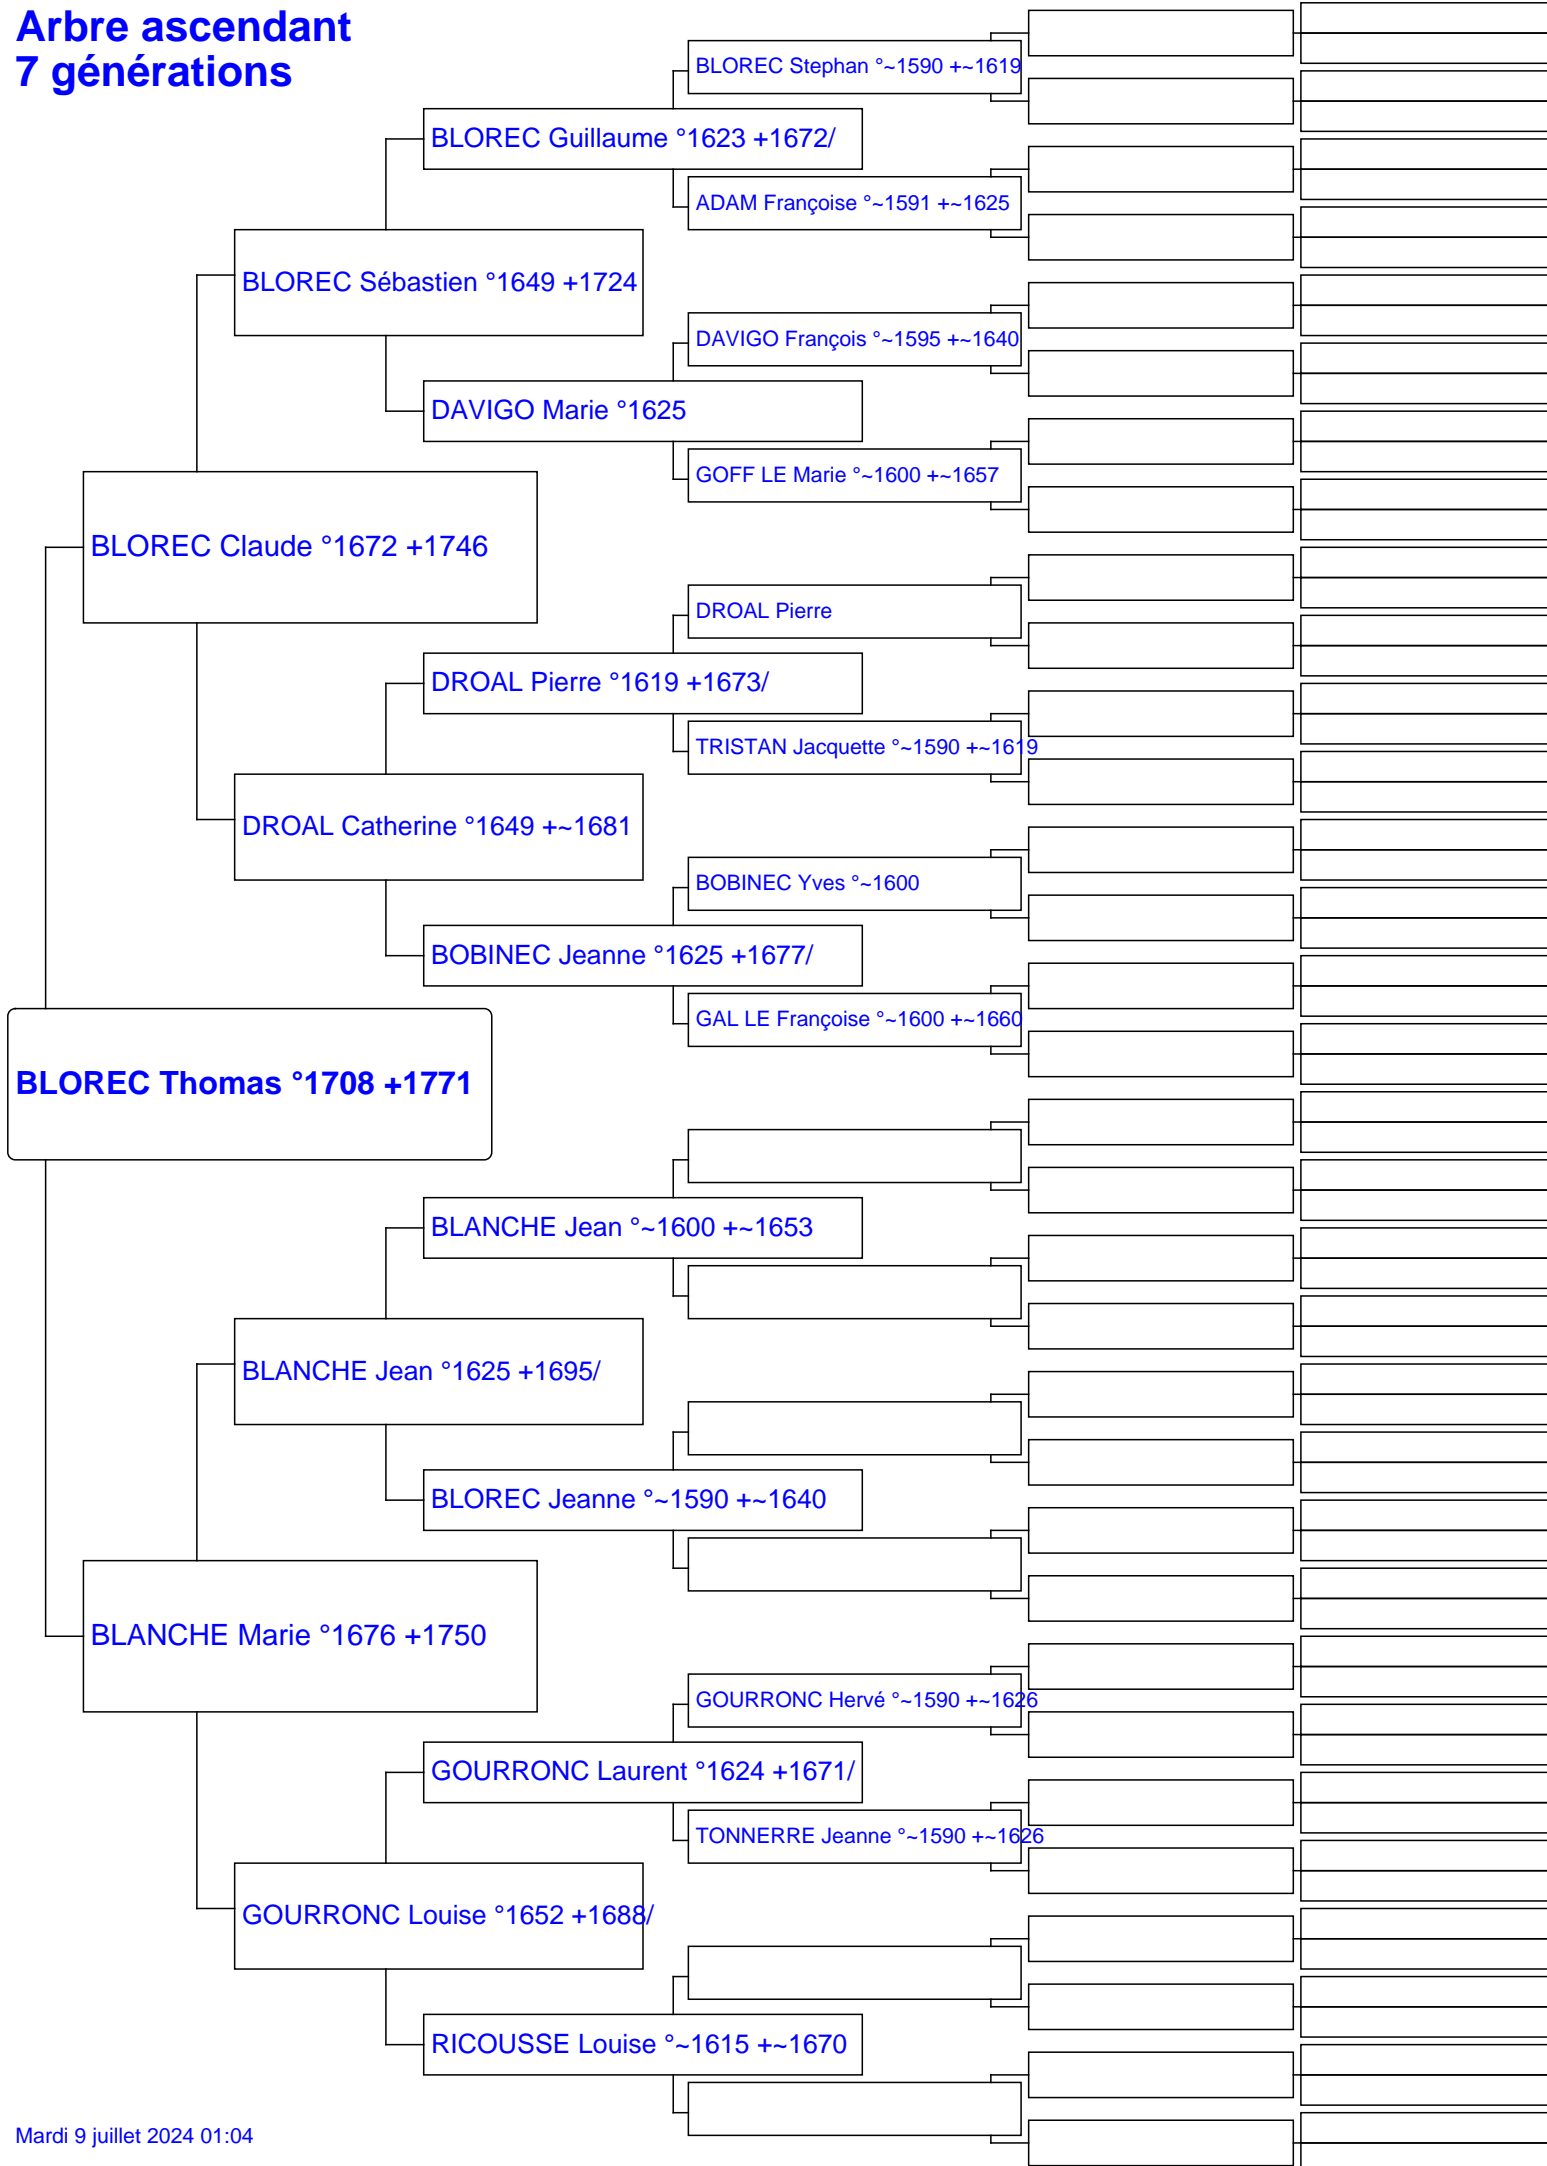 Arbre ascendant
7 générations
BLOREC Stephan °~1590 +~1619
BLOREC Guillaume °1623 +1672/
ADAM Françoise °~1591 +~1625
BLOREC Sébastien °1649 +1724
DAVIGO François °~1595 +~1640
DAVIGO Marie °1625
GOFF LE Marie °~1600 +~1657
BLOREC Claude °1672 +1746
DROAL Pierre
DROAL Pierre °1619 +1673/
TRISTAN Jacquette °~1590 +~1619
DROAL Catherine °1649 +~1681
BOBINEC Yves °~1600
BOBINEC Jeanne °1625 +1677/
GAL LE Françoise °~1600 +~1660
BLOREC Thomas °1708 +1771
BLANCHE Jean °~1600 +~1653
BLANCHE Jean °1625 +1695/
BLOREC Jeanne °~1590 +~1640
BLANCHE Marie °1676 +1750
GOURRONC Hervé °~1590 +~1626
GOURRONC Laurent °1624 +1671/
TONNERRE Jeanne °~1590 +~1626
GOURRONC Louise °1652 +1688/
RICOUSSE Louise °~1615 +~1670
Mardi 9 juillet 2024 01:04